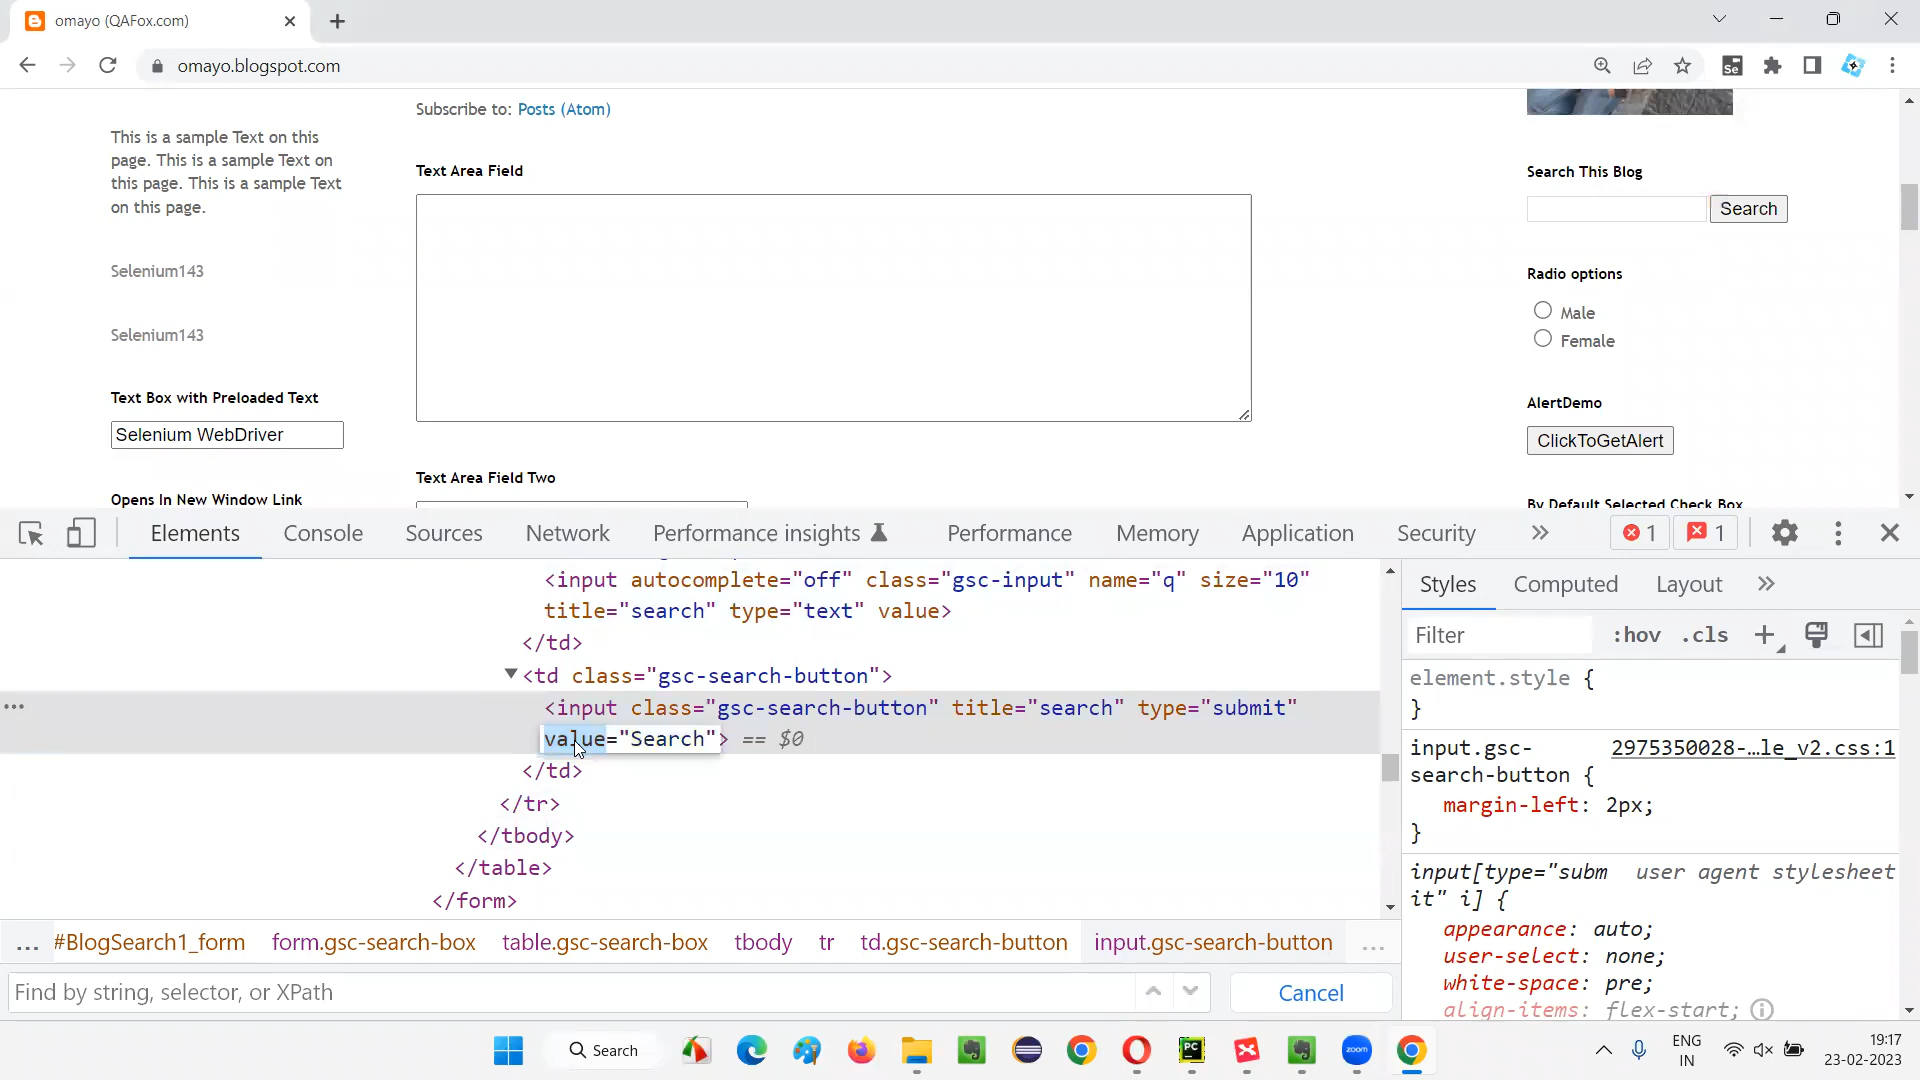 omayo (QAFox.com)
omayo.blogspot.com
Se
Subscribe to: Posts (Atom)
This is a sample Text on this
page. This is a sample Text on
this page. This is a sample Text
on this page.
Selenium143
Selenium143
Text Box with Preloaded Text
Selenium WebDriver
Opens In New Window Link
Text Area Field
Text Area Field Two
Search This Blog
Search
Radio options
Male
Female
AlertDemo
ClickToGetAlert
By Default Selected Check Box
Elements Console Sources Network Performance insights Performance Memory Application Security » 1 1
<input autocomplete="off" class="gsc-input" name="q" size="10"
title="search" type="text" value>
</td>
<td class="gsc-search-button">
<input class="gsc-search-button" title="search" type="submit"
value="Search"> == $0
</td>
</tr>
</tbody>
</table>
</form>
... #BlogSearch1_form form.gsc-search-box table.gsc-search-box tbody tr td.gsc-search-button input.gsc-search-button ...
Find by string, selector, or XPath Cancel
Styles Computed Layout »
Filter :hov .cls +
element.style {
}
input.gsc- 2975350028-…le_v2.css:1
search-button {
margin-left: 2px;
}
input[type="subm user agent stylesheet
it" i] {
appearance: auto;
user-select: none;
white-space: pre;
align-items: flex-start;
Search
PC
zoom
ENG
IN
19:17
23-02-2023